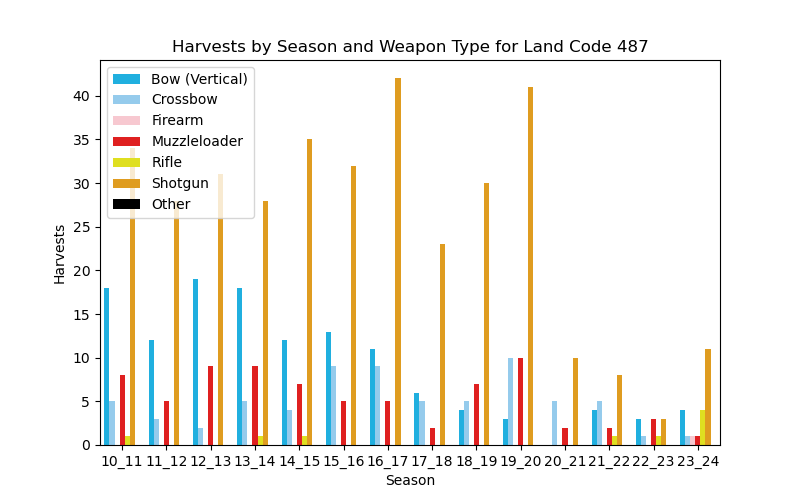 Harvests by Season and Weapon Type for Land Code 487
Bow (Vertical)
Crossbow
Firearm
Muzzleloader
Rifle
Shotgun
Other
Harvests
40
35
30
25
20
15
10
5
0
10_11 11_12 12_13 13_14 14_15 15_16 16_17 17_18 18_19 19_20 20_21 21_22 22_23 23_24
Season